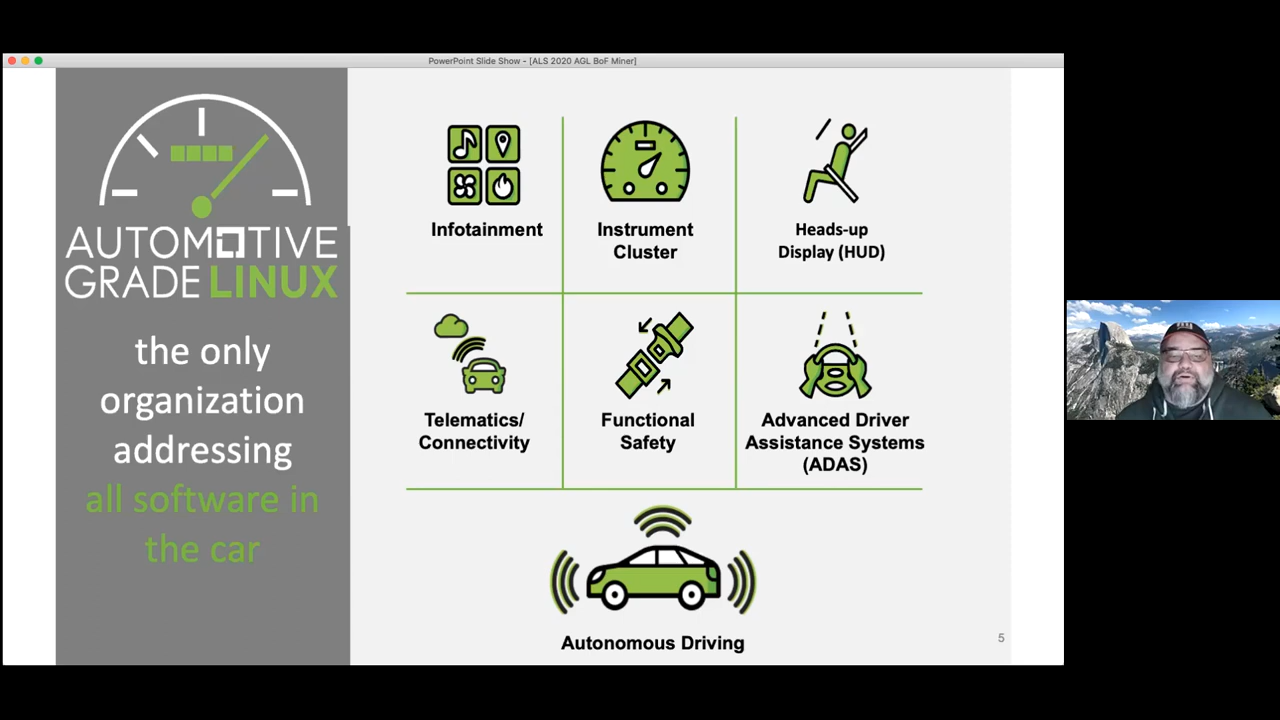 PowerPoint Slide Show - [ALS 2020 AGL BoF Miner]
AUTOMOTIVE
GRADE LINUX
the only
organization
addressing
all software in
the car
Infotainment
Instrument
Cluster
Heads-up
Display (HUD)
Telematics/
Connectivity
Functional
Safety
Advanced Driver
Assistance Systems
(ADAS)
Autonomous Driving
5